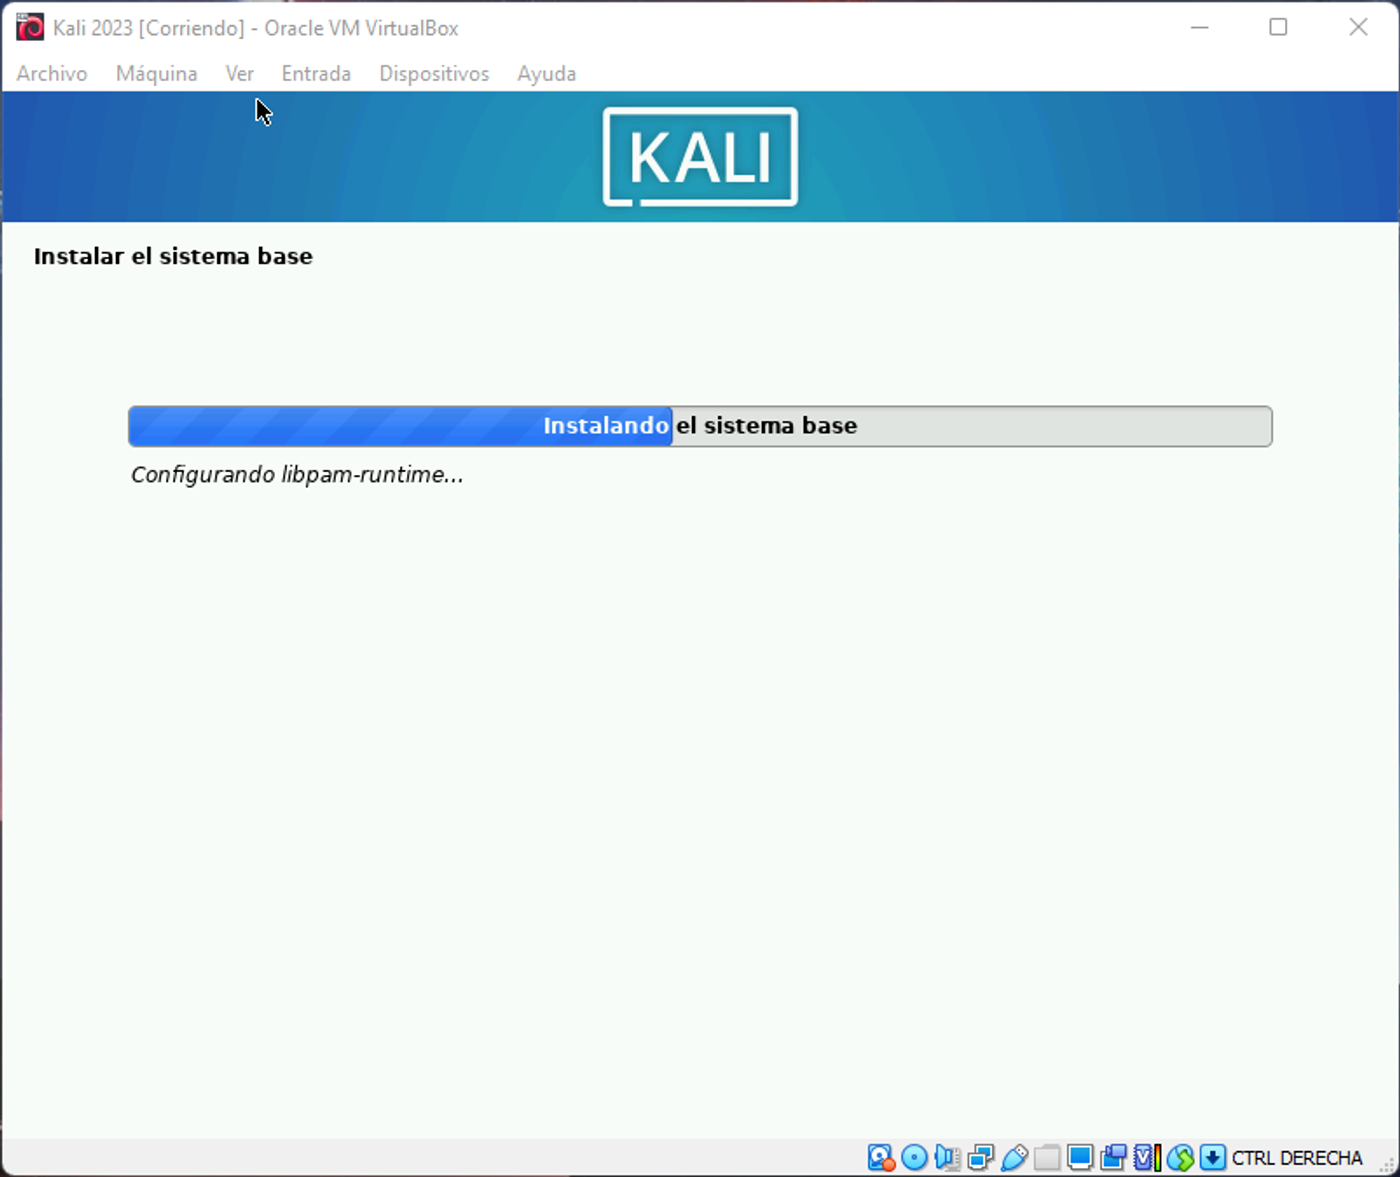 Kali 2023 [Corriendo] - Oracle VM VirtualBox
Archivo Máquina Ver Entrada Dispositivos Ayuda
KALI
Instalar el sistema base
Instalando el sistema base
Configurando libpam-runtime...
CTRL DERECHA